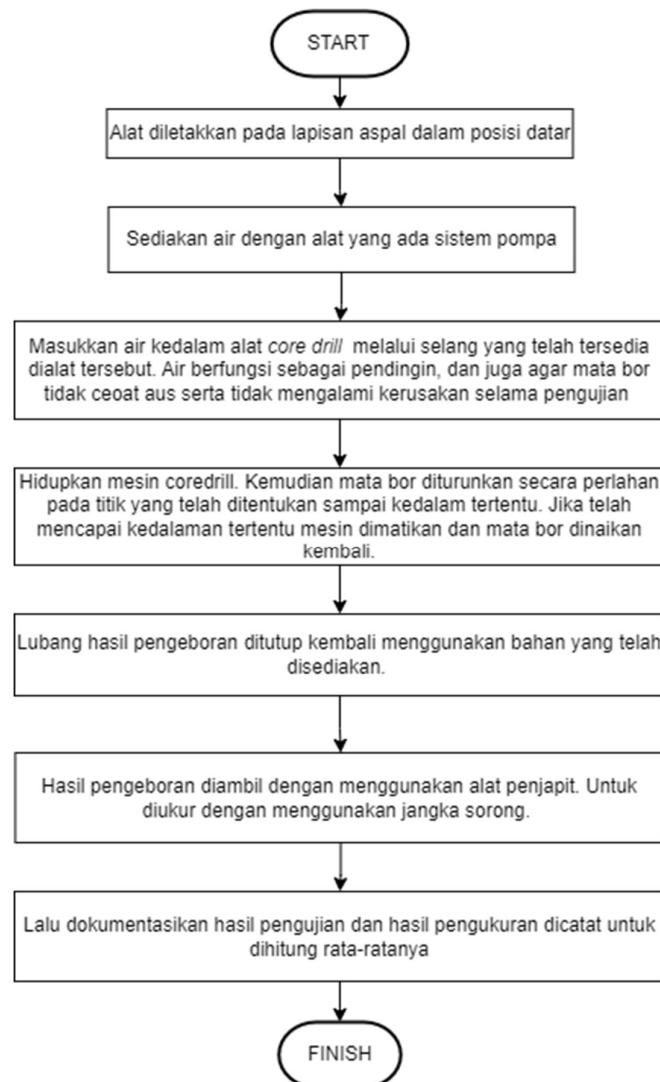 START
Alat diletakkan pada lapisan aspal dalam posisi datar
Sediakan air dengan alat yang ada sistem pompa
Masukkan air kedalam alat core drill melalui selang yang telah tersedia
dialat tersebut. Air berfungsi sebagai pendingin, dan juga agar mata bor
tidak ceoat aus serta tidak mengalami kerusakan selama pengujian
Hidupkan mesin coredrill. Kemudian mata bor diturunkan secara perlahan
pada titik yang telah ditentukan sampai kedalam tertentu. Jika telah
mencapai kedalaman tertentu mesin dimatikan dan mata bor dinaikan
kembali.
Lubang hasil pengeboran ditutup kembali menggunakan bahan yang telah
disediakan.
Hasil pengeboran diambil dengan menggunakan alat penjapit. Untuk
diukur dengan menggunakan jangka sorong.
Lalu dokumentasikan hasil pengujian dan hasil pengukuran dicatat untuk
dihitung rata-ratanya
FINISH